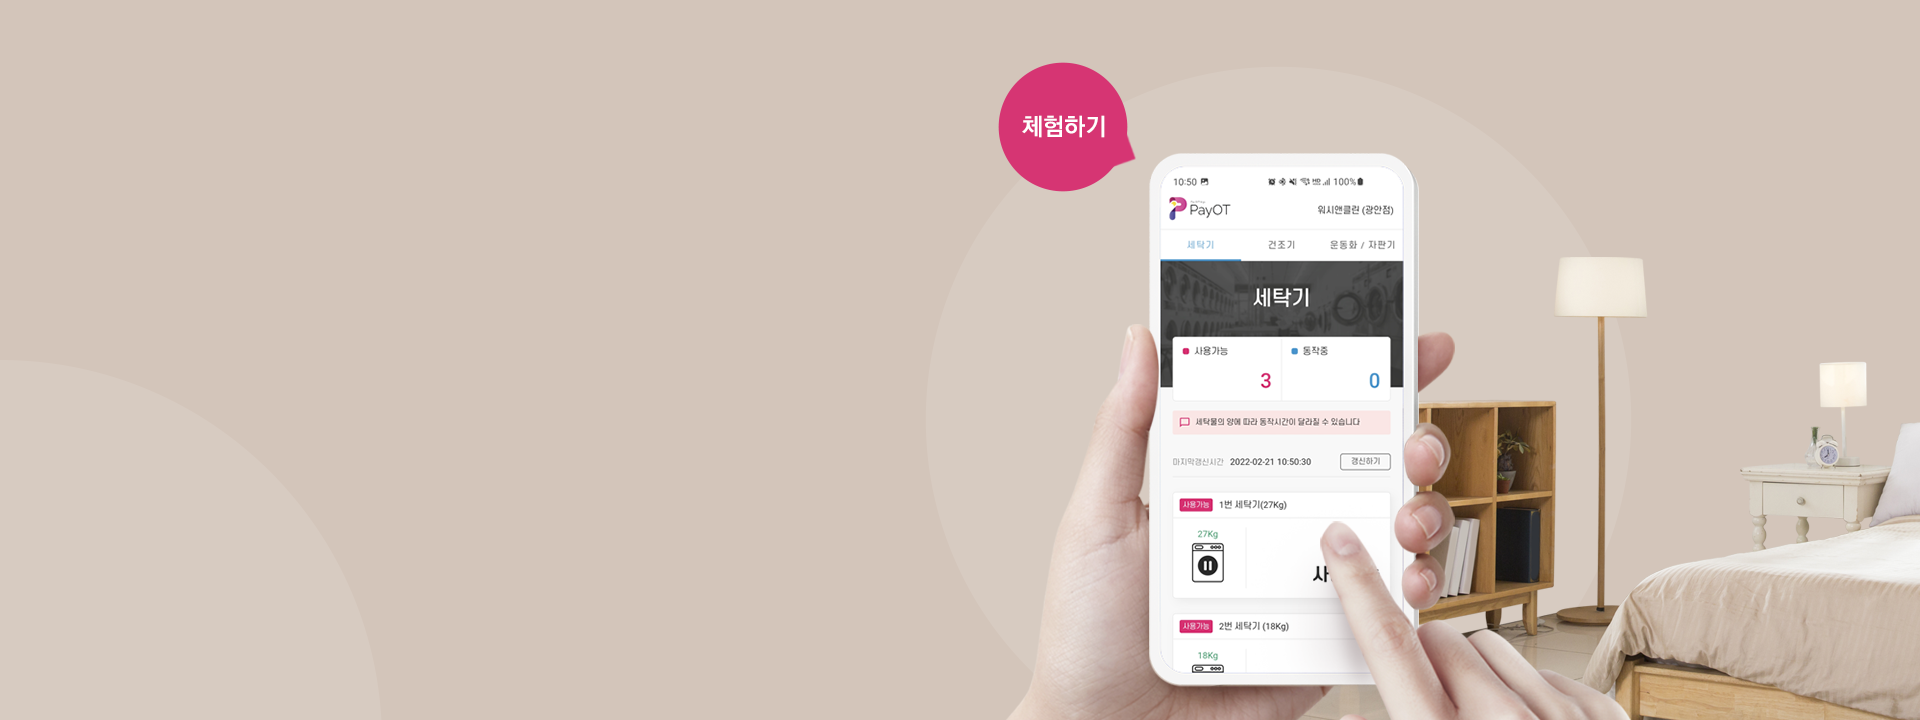 체험하기
10:50 100%
PayOT 워시앤클린 (광안점)
세탁기 건조기 운동화 / 자판기
세탁기
사용가능 동작중
3 0
세탁물의 양에 따라 동작시간이 달라질 수 있습니다
마지막갱신시간 2022-02-21 10:50:30 갱신하기
사용가능 1번 세탁기(27Kg)
27Kg
사용가능 2번 세탁기 (18Kg)
18Kg